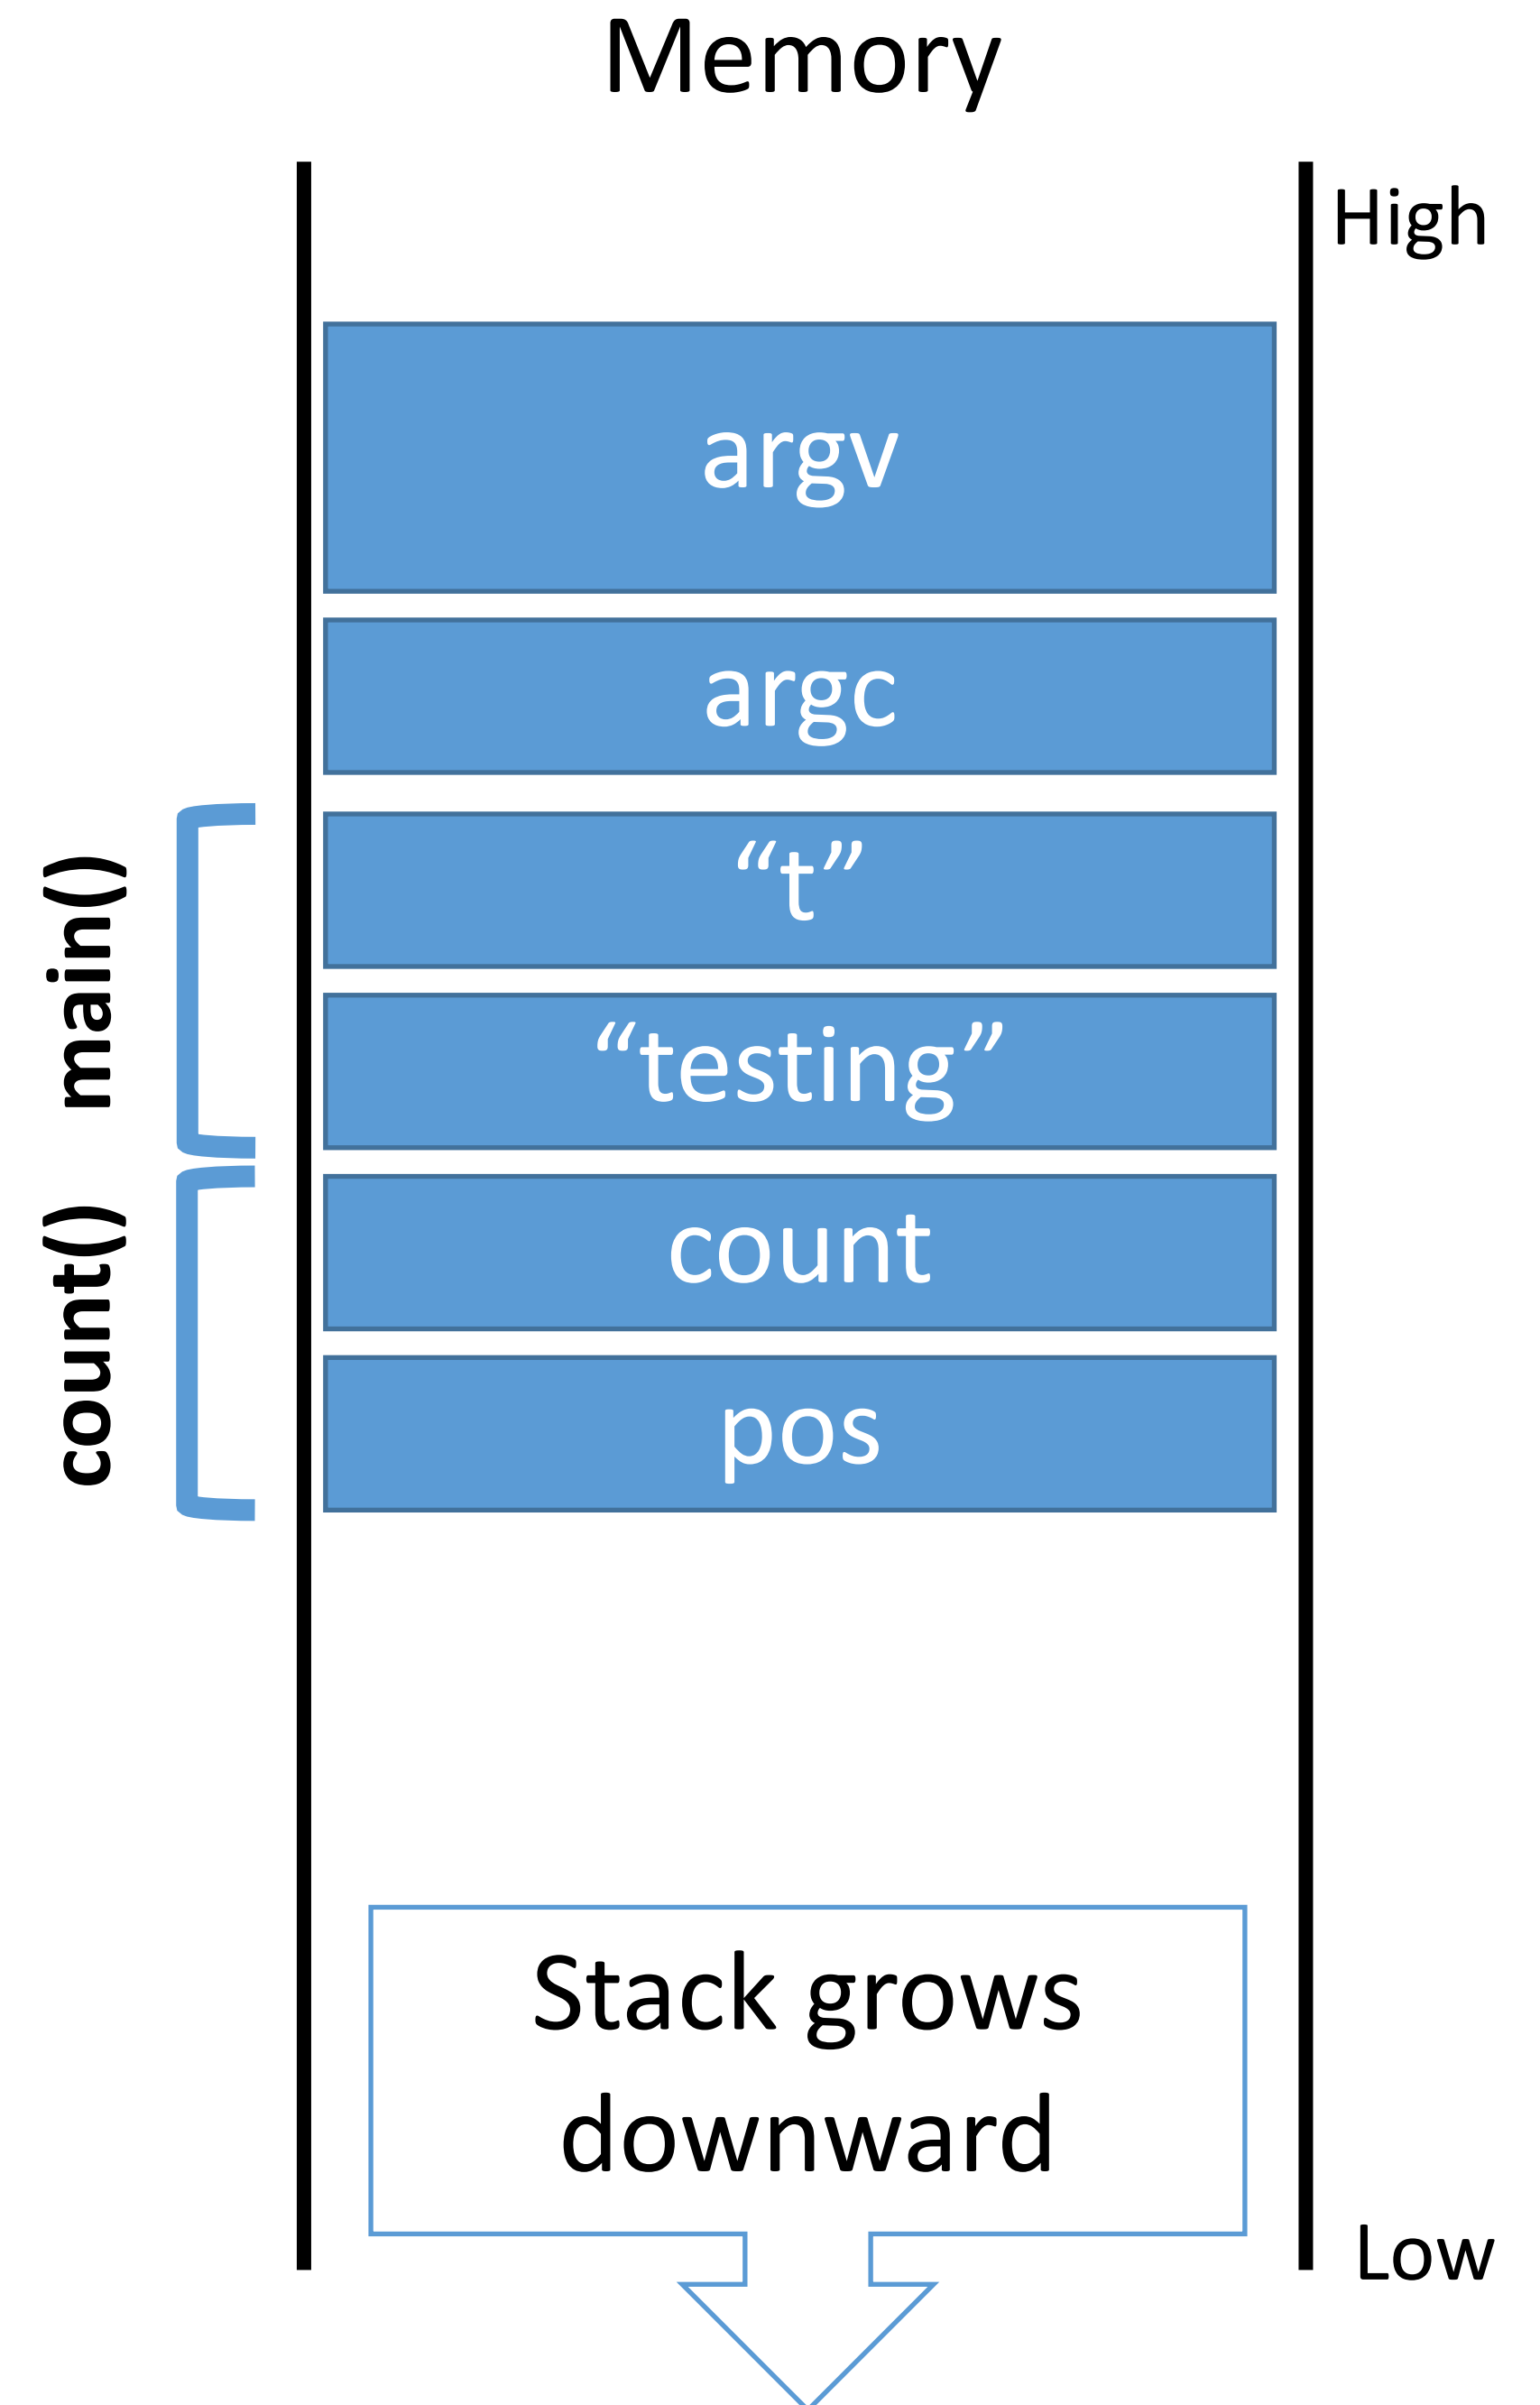 Memory
High
argv
argc
main()
“t”
“testing”
count()
count
pos
Stack grows
downward
Low